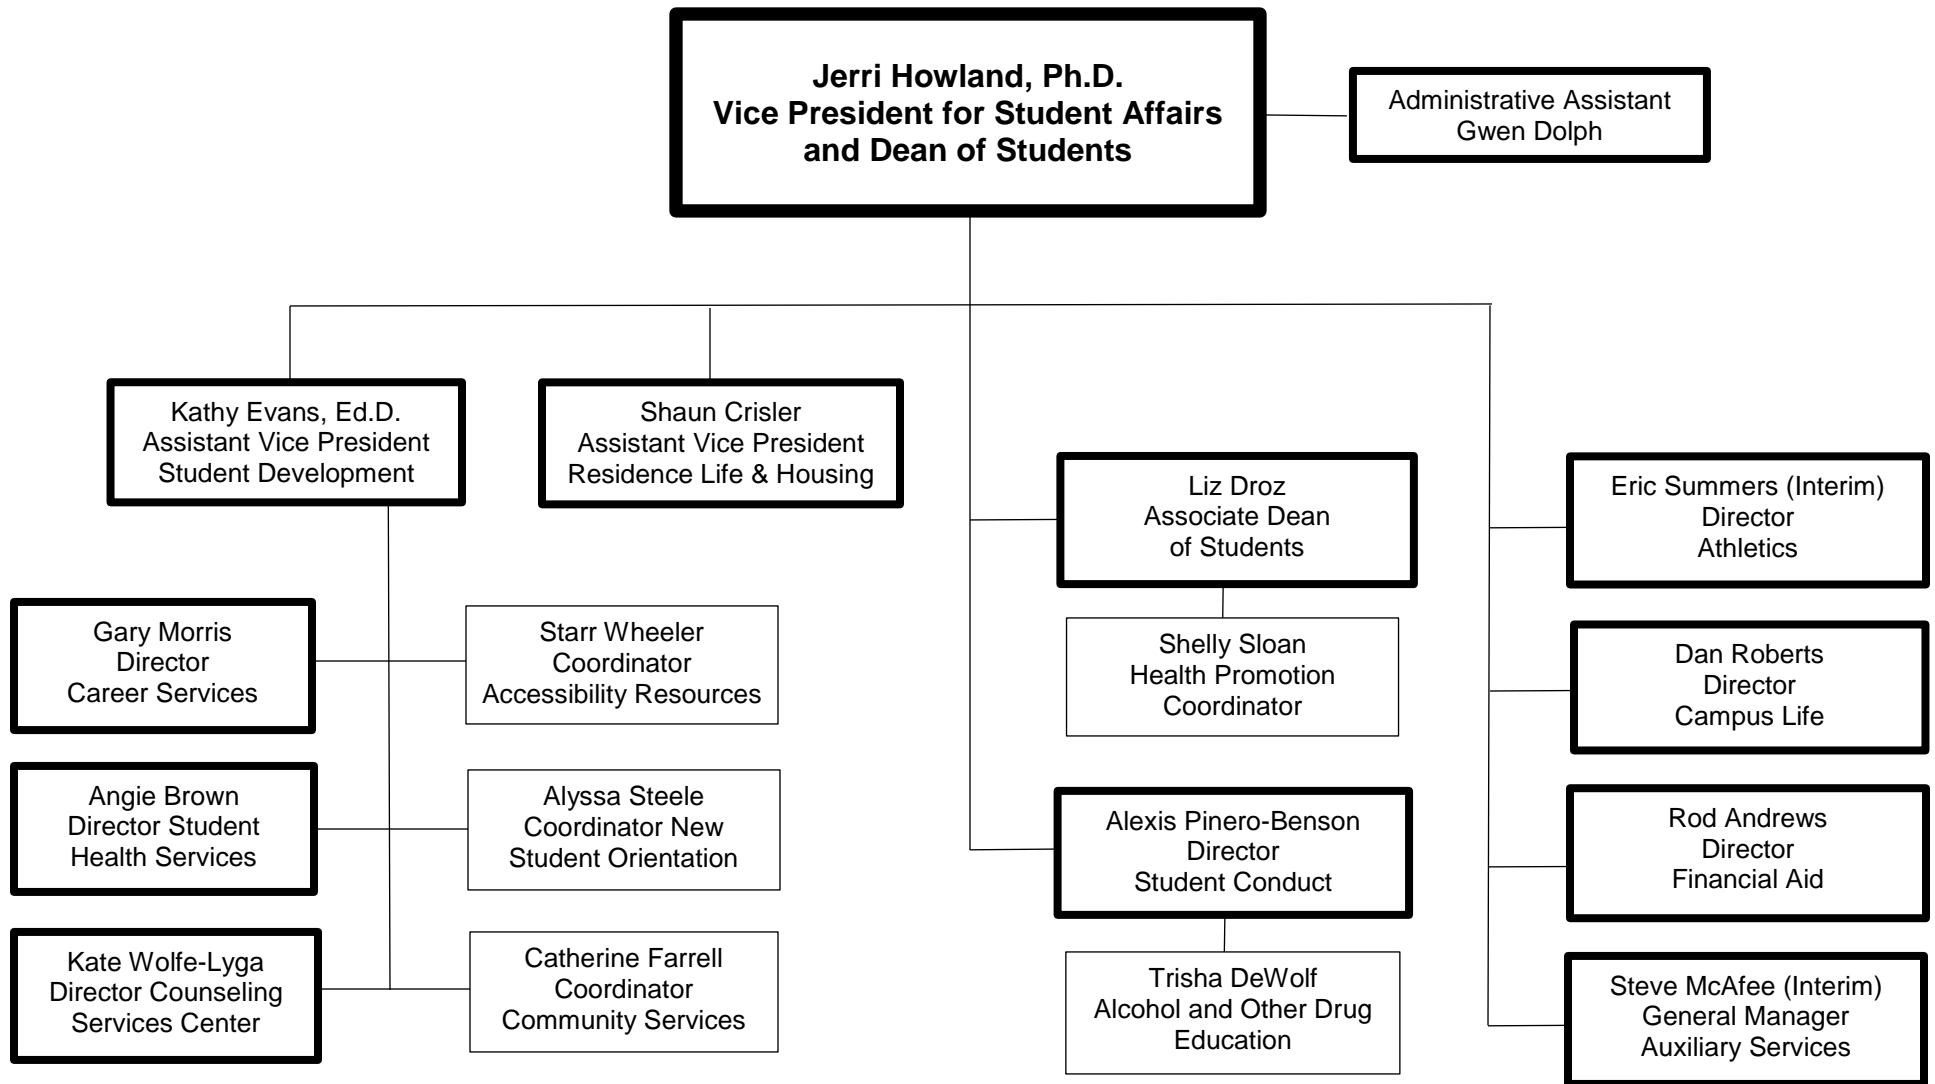 Jerri Howland, Ph.D.
Vice President for Student Affairs
and Dean of Students
Administrative Assistant
Gwen Dolph
Kathy Evans, Ed.D.
Assistant Vice President
Student Development
Shaun Crisler
Assistant Vice President
Residence Life & Housing
Gary Morris
Director
Career Services
Starr Wheeler
Coordinator
Accessibility Resources
Angie Brown
Director Student
Health Services
Alyssa Steele
Coordinator New
Student Orientation
Kate Wolfe-Lyga
Director Counseling
Services Center
Catherine Farrell
Coordinator
Community Services
Liz Droz
Associate Dean
of Students
Shelly Sloan
Health Promotion
Coordinator
Alexis Pinero-Benson
Director
Student Conduct
Trisha DeWolf
Alcohol and Other Drug
Education
Eric Summers (Interim)
Director
Athletics
Dan Roberts
Director
Campus Life
Rod Andrews
Director
Financial Aid
Steve McAfee (Interim)
General Manager
Auxiliary Services